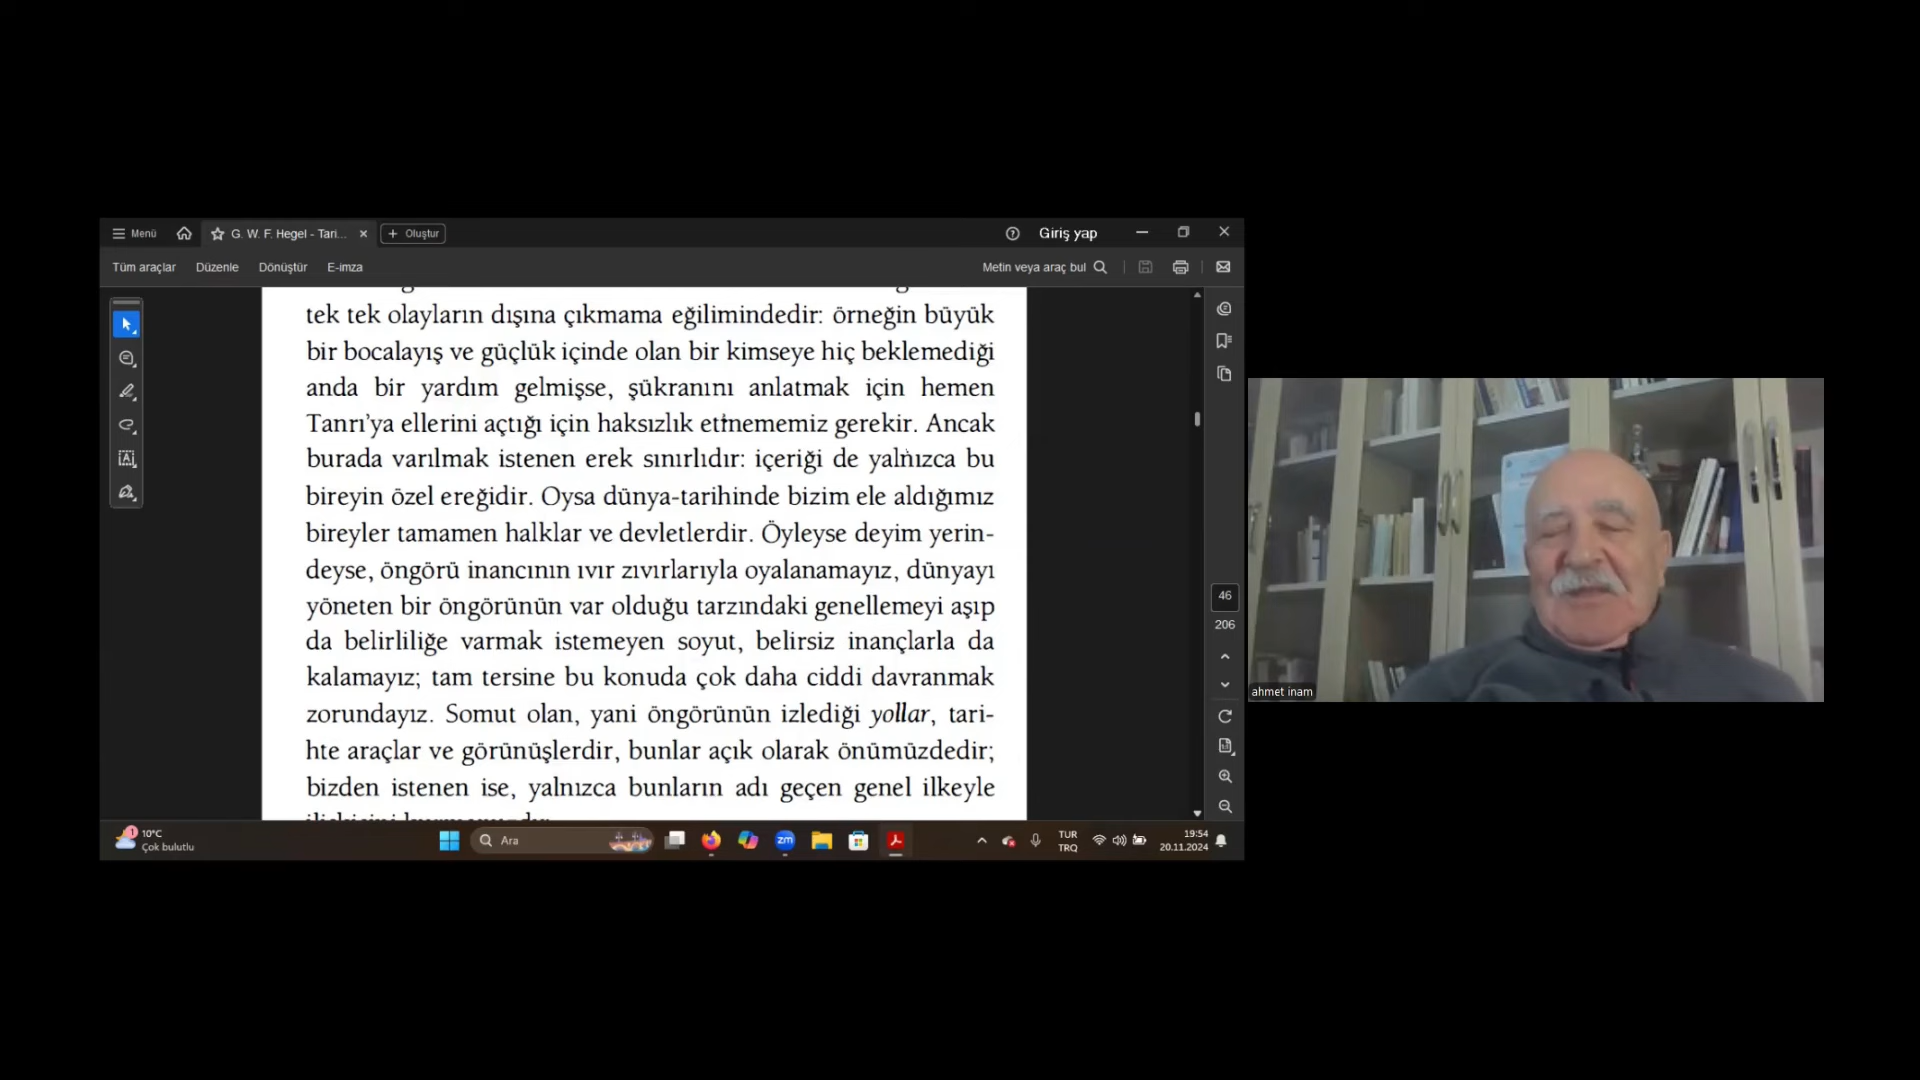 Menü
G. W. F. Hegel - Tari...
Oluştur
Giriş yap
Tüm araçlar
Düzenle
Dönüştür
E-imza
Metin veya araç bul
tek tek olayların dışına çıkmama eğilimindedir: örneğin büyük
bir bocalayış ve güçlük içinde olan bir kimseye hiç beklemediği
anda bir yardım gelmişse, şükranını anlatmak için hemen
Tanrı'ya ellerini açtığı için haksızlık etmememiz gerekir. Ancak
burada varılmak istenen erek sınırlıdır: içeriği de yalnızca bu
bireyin özel ereğidir. Oysa dünya-tarihinde bizim ele aldığımız
bireyler tamamen halklar ve devletlerdir. Öyleyse deyim yerin-
deyse, öngörü inancının ıvır zıvırlarıyla oyalanamayız, dünyayı
yöneten bir öngörünün var olduğu tarzındaki genellemeyi aşıp
da belirliliğe varmak istemeyen soyut, belirsiz inançlarla da
kalamayız; tam tersine bu konuda çok daha ciddi davranmak
zorundayız. Somut olan, yani öngörünün izlediği yollar, tari-
hte araçlar ve görünüşlerdir, bunlar açık olarak önümüzdedir;
bizden istenen ise, yalnızca bunların adı geçen genel ilkeyle
46
206
ahmet inam
1
10°C
Çok bulutlu
Ara
zm
TUR
TRQ
19:54
20.11.2024